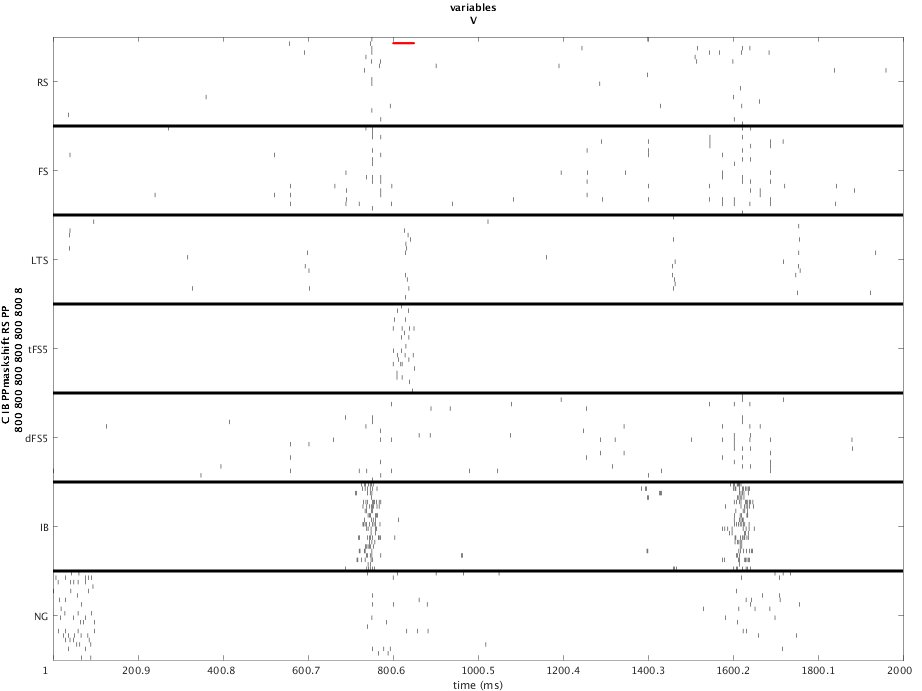 variables
V
RS
FS
LTS
tFS5
dFS5
IB
NG
C IB PPmaskshift RS PP
800 800 800 800 800 800 800 8
1 200.9 400.8 600.7 800.6 1000.5 1200.4 1400.3 1600.2 1800.1 2000
time (ms)